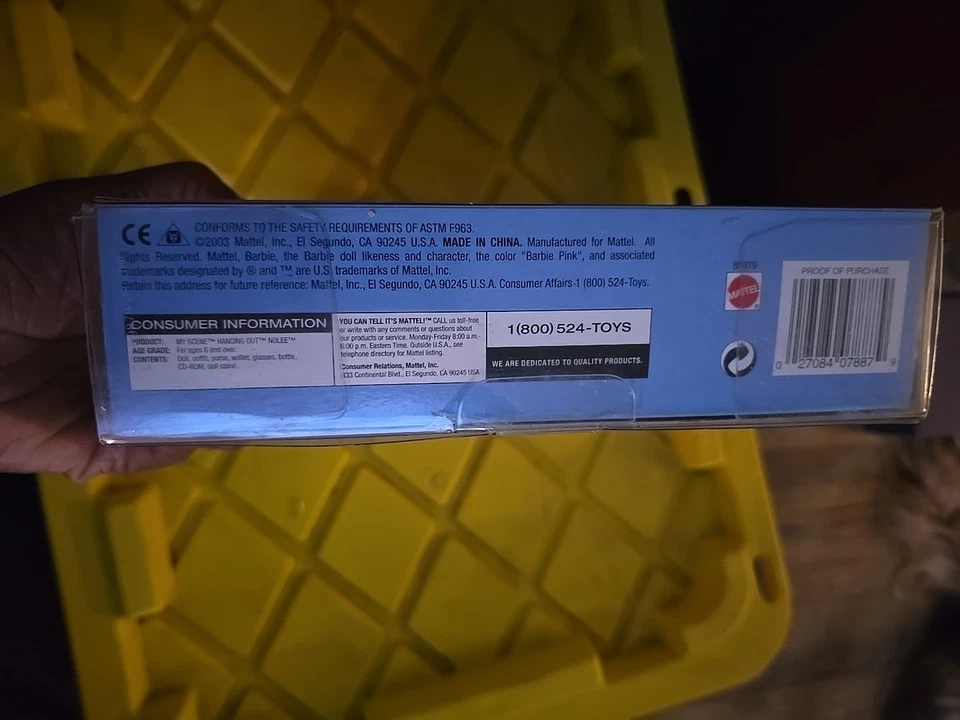 CE CONFORMS TO THE SAFETY REQUIREMENTS OF ASTM F963.
©2003 Mattel, Inc., El Segundo, CA 90245 U.S.A. MADE IN CHINA. Manufactured for Mattel. All
Rights Reserved. Mattel, Barbie, the Barbie doll likeness and character, the color "Barbie Pink", and associated
trademarks designated by ® and ™ are U.S. trademarks of Mattel, Inc.
Retain this address for future reference: Mattel, Inc., El Segundo, CA 90245 U.S.A. Consumer Affairs 1 (800) 524-Toys.
CONSUMER INFORMATION
PRODUCT: MY SCENE™ HANGING OUT™ NOLEE™
AGE GRADE: For ages 6 and over.
CONTENTS: Doll, outfit, purse, wallet, glasses, bottle,
CD-ROM, doll stand
YOU CAN TELL IT'S MATTEL!™ CALL us toll-free
or write with any comments or questions about
our products or service. Monday-Friday 8:00 a.m.-
6:00 p.m. Eastern Time. Outside U.S.A., see
telephone directory for Mattel listing.
Consumer Relations, Mattel, Inc.
333 Continental Blvd., El Segundo, CA 90245 USA
1(800) 524-TOYS
WE ARE DEDICATED TO QUALITY PRODUCTS.
MATTEL
PROOF OF PURCHASE
0 27084 07887 9